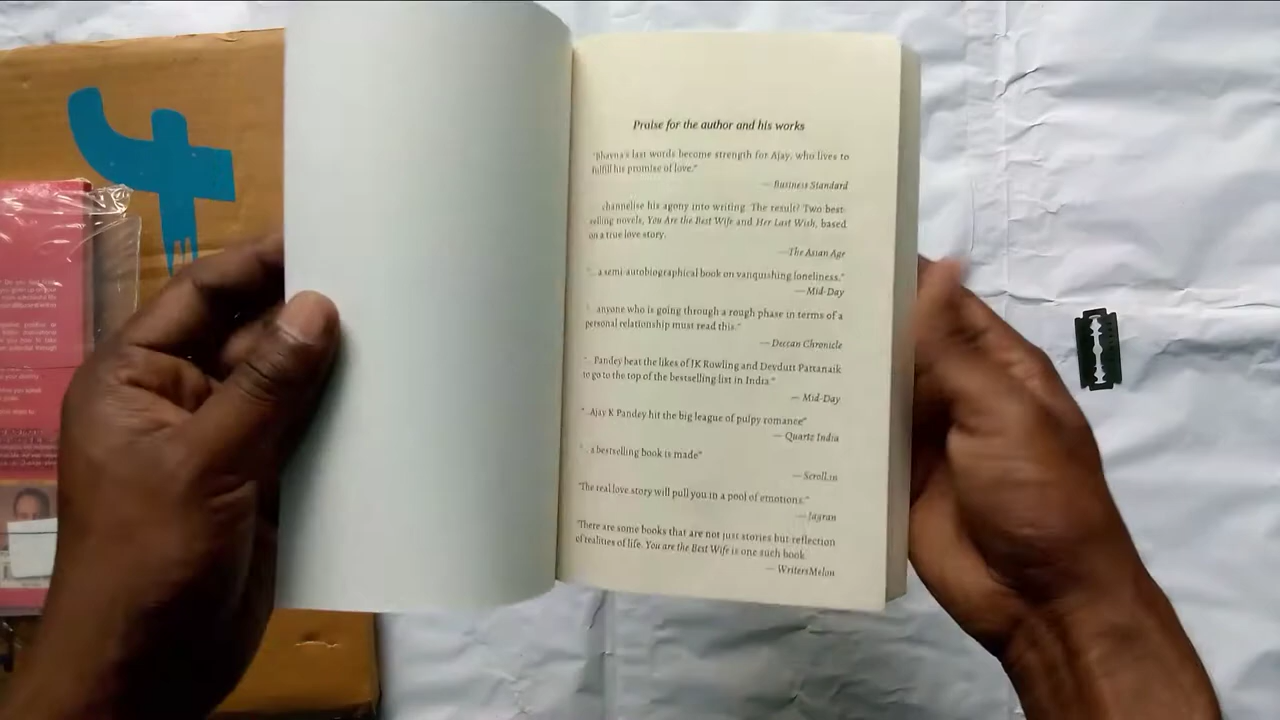 Praise for the author and his works
"Bhavna's last words become strength for Ajay, who lives to
fulfill his promise of love."
— Business Standard
channelise his agony into writing. The result? Two best-
selling novels, You Are the Best Wife and Her Last Wish, based
on a true love story.
—The Asian Age
"... a semi-autobiographical book on vanquishing loneliness."
—Mid-Day
anyone who is going through a rough phase in terms of a
personal relationship must read this."
— Deccan Chronicle
"... Pandey beat the likes of JK Rowling and Devdutt Pattanaik
to go to the top of the bestselling list in India."
— Mid-Day
"...Ajay K Pandey hit the big league of pulpy romance"
— Quartz India
"... a bestselling book is made"
—Scroll.in
"The real love story will pull you in a pool of emotions."
—Jagran
"There are some books that are not just stories but reflection
of realities of life. You are the Best Wife is one such book.
— WritersMelon